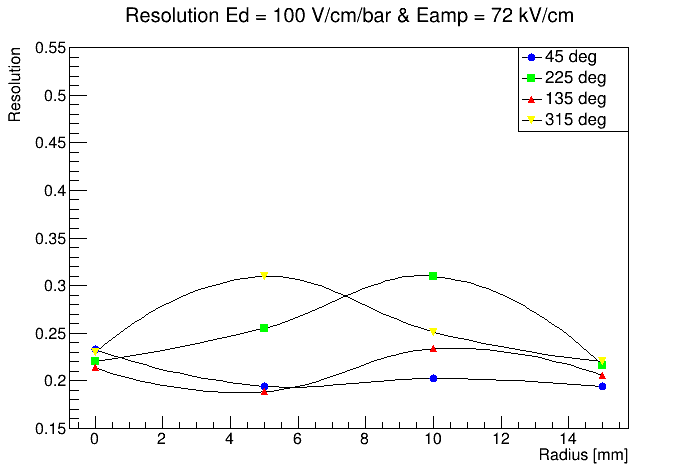 Resolution Ed = 100 V/cm/bar & Eamp = 72 kV/cm
Resolution
0.55
0.5
0.45
0.4
0.35
0.3
0.25
0.2
0.15
45 deg
225 deg
135 deg
315 deg
0 2 4 6 8 10 12 14
Radius [mm]